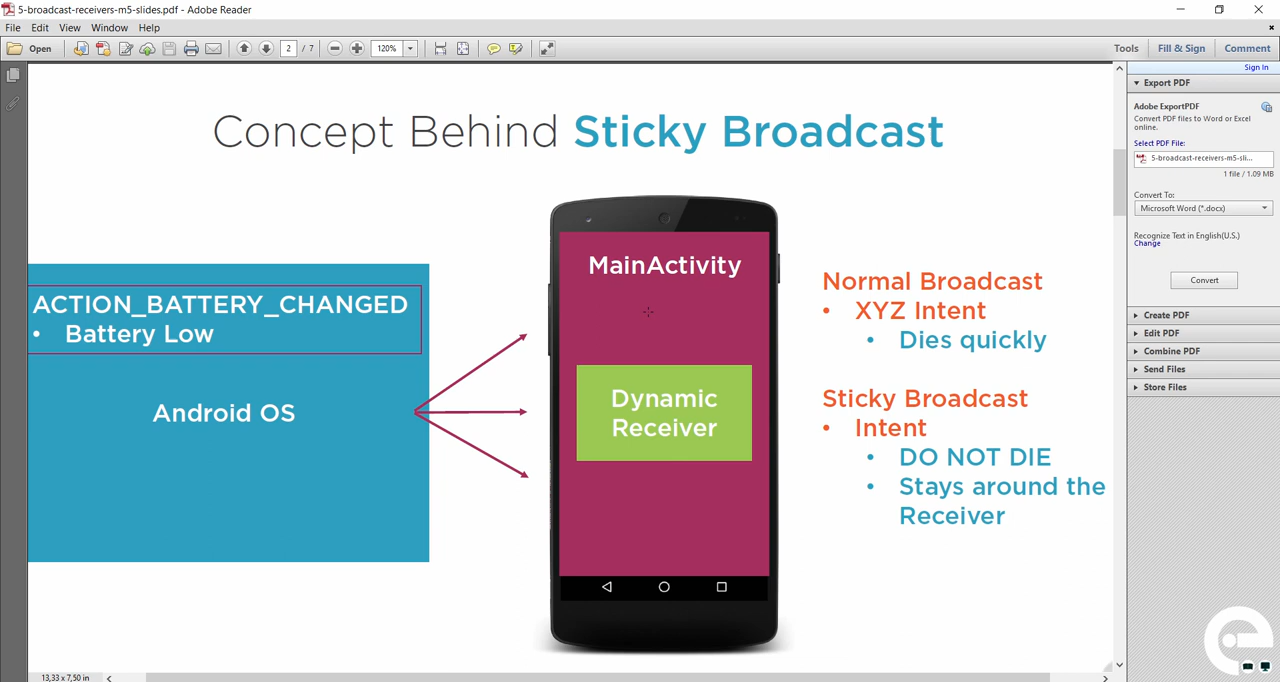 5-broadcast-receivers-m5-slides.pdf - Adobe Reader
File Edit View Window Help
Open 2 / 7 120% Tools Fill & Sign Comment
Sign In
Concept Behind Sticky Broadcast
ACTION_BATTERY_CHANGED
• Battery Low
Android OS
MainActivity
Dynamic
Receiver
Normal Broadcast
• XYZ Intent
• Dies quickly
Sticky Broadcast
• Intent
• DO NOT DIE
• Stays around the
Receiver
Export PDF
Adobe ExportPDF
Convert PDF files to Word or Excel
online.
Select PDF File:
5-broadcast-receivers-m5-sli...
1 file / 1.09 MB
Convert To:
Microsoft Word (*.docx)
Recognize Text in English(U.S.)
Change
Convert
Create PDF
Edit PDF
Combine PDF
Send Files
Store Files
13,33 x 7,50 in